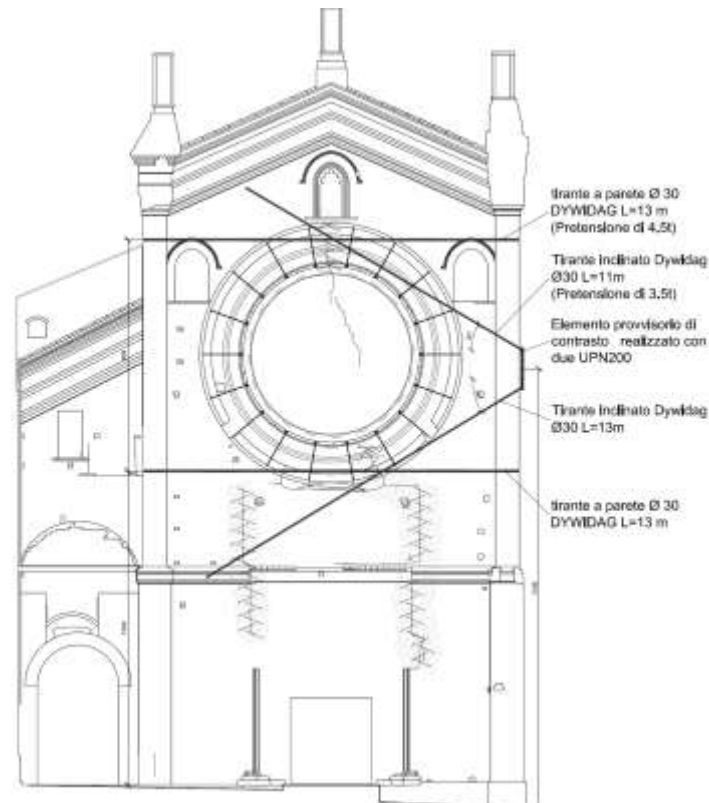 tirante a parete Ø 30
DYWIDAG L=13 m
(Pretensione di 4.5t)
Tirante Inclinato Dywidag
Ø30 L=11m
(Pretensione di 3.5t)
Elemento provvisorio di
contrasto realizzato con
due UPN200
Tirante Inclinato Dywidag
Ø30 L=13m
tirante a parete Ø 30
DYWIDAG L=13 m